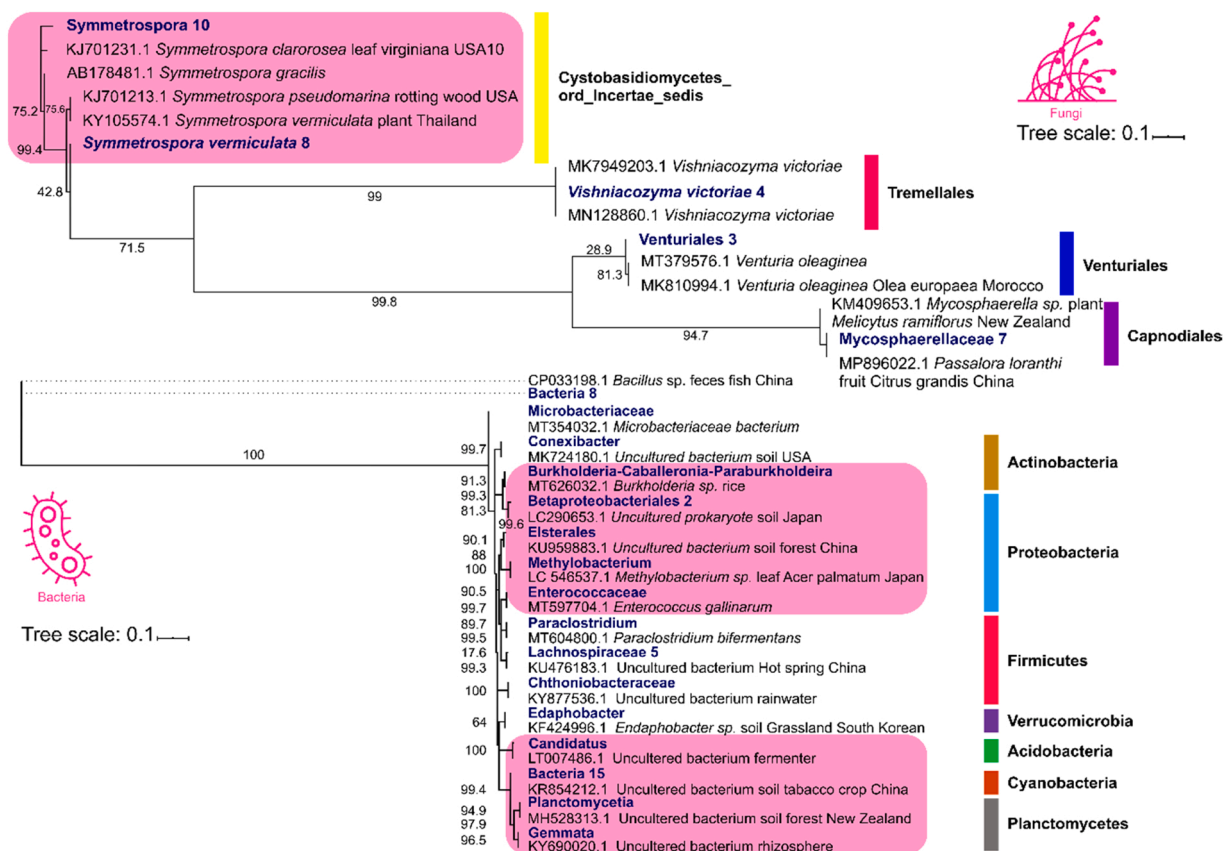 Symmetrospora 10
KJ701231.1 Symmetrospora clarorosea leaf virginiana USA10
AB178481.1 Symmetrospora gracilis
KJ701213.1 Symmetrospora pseudomarina rotting wood USA
KY105574.1 Symmetrospora vermiculata plant Thailand
Symmetrospora vermiculata 8
75.2
75.6
99.4
42.8
Cystobasidiomycetes_
ord_Incertae_sedis
Fungi
Tree scale: 0.1
MK7949203.1 Vishniacozyma victoriae
Vishniacozyma victoriae 4
MN128860.1 Vishniacozyma victoriae
99
Tremellales
71.5
Venturiales 3
28.9
MT379576.1 Venturia oleaginea
81.3
MK810994.1 Venturia oleaginea Olea europaea Morocco
Venturiales
99.8
KM409653.1 Mycosphaerella sp. plant
Melicytus ramiflorus New Zealand
94.7
Mycosphaerellaceae 7
MP896022.1 Passalora loranthi
fruit Citrus grandis China
Capnodiales
CP033198.1 Bacillus sp. feces fish China
Bacteria 8
Microbacteriaceae
MT354032.1 Microbacteriaceae bacterium
Conexibacter
99.7
MK724180.1 Uncultured bacterium soil USA
100
Actinobacteria
Burkholderia-Caballeronia-Paraburkholdeira
91.3
MT626032.1 Burkholderia sp. rice
99.3
Betaproteobacteriales 2
81.3
LC290653.1 Uncultured prokaryote soil Japan
99.6
Elsterales
90.1
KU959883.1 Uncultured bacterium soil forest China
88
Methylobacterium
100
LC 546537.1 Methylobacterium sp. leaf Acer palmatum Japan
90.5
Enterococcaceae
99.7
MT597704.1 Enterococcus gallinarum
Proteobacteria
Bacteria
Tree scale: 0.1
89.7
Paraclostridium
99.5
MT604800.1 Paraclostridium bifermentans
17.6
Lachnospiraceae 5
99.3
KU476183.1 Uncultured bacterium Hot spring China
Firmicutes
Chthoniobacteraceae
100
KY877536.1 Uncultured bacterium rainwater
Edaphobacter
64
KF424996.1 Endaphobacter sp. soil Grassland South Korean
Verrucomicrobia
Candidatus
100
LT007486.1 Uncultured bacterium fermenter
Acidobacteria
Bacteria 15
99.4
KR854212.1 Uncultered bacterium soil tabacco crop China
Cyanobacteria
Planctomycetia
94.9
MH528313.1 Uncultered bacterium soil forest New Zealand
97.9
Gemmata
96.5
KY690020.1 Uncultered bacterium rhizosphere
Planctomycetes